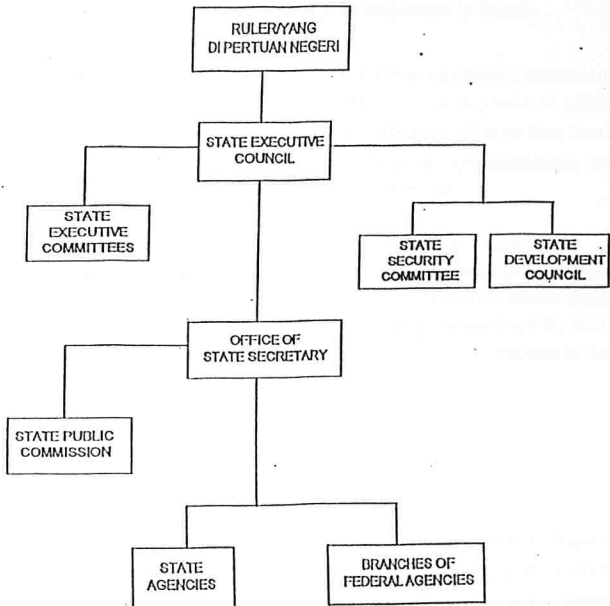 RULER/YANG
DI PERTUAN NEGERI
STATE EXECUTIVE
COUNCIL
STATE
EXECUTIVE
COMMITTEES
STATE
SECURITY
COMMITTEE
STATE
DEVELOPMENT
COUNCIL
OFFICE OF
STATE SECRETARY
STATE PUBLIC
COMMISSION
STATE
AGENCIES
BRANCHES OF
FEDERAL AGENCIES